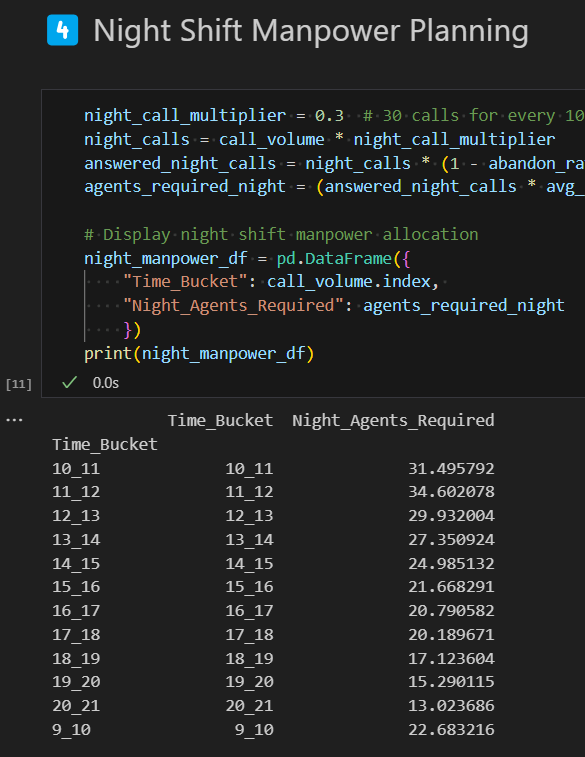 4 Night Shift Manpower Planning
night_call_multiplier = 0.3  # 30 calls for every 10
night_calls = call_volume * night_call_multiplier
answered_night_calls = night_calls * (1 - abandon_ra
agents_required_night = (answered_night_calls * avg_
# Display night shift manpower allocation
night_manpower_df = pd.DataFrame({
    "Time_Bucket": call_volume.index,
    "Night_Agents_Required": agents_required_night
    })
print(night_manpower_df)
[11] ✓ 0.0s
... Time_Bucket  Night_Agents_Required
Time_Bucket
10_11 10_11 31.495792
11_12 11_12 34.602078
12_13 12_13 29.932004
13_14 13_14 27.350924
14_15 14_15 24.985132
15_16 15_16 21.668291
16_17 16_17 20.790582
17_18 17_18 20.189671
18_19 18_19 17.123604
19_20 19_20 15.290115
20_21 20_21 13.023686
9_10 9_10 22.683216